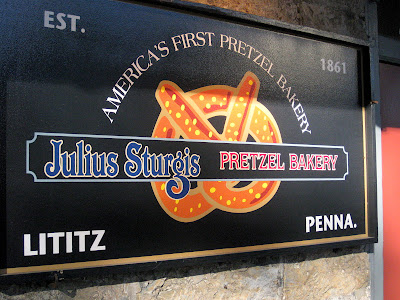 EST.
1861
AMERICA'S FIRST PRETZEL BAKERY
Julius Sturgis PRETZEL BAKERY
LITITZ
PENNA.